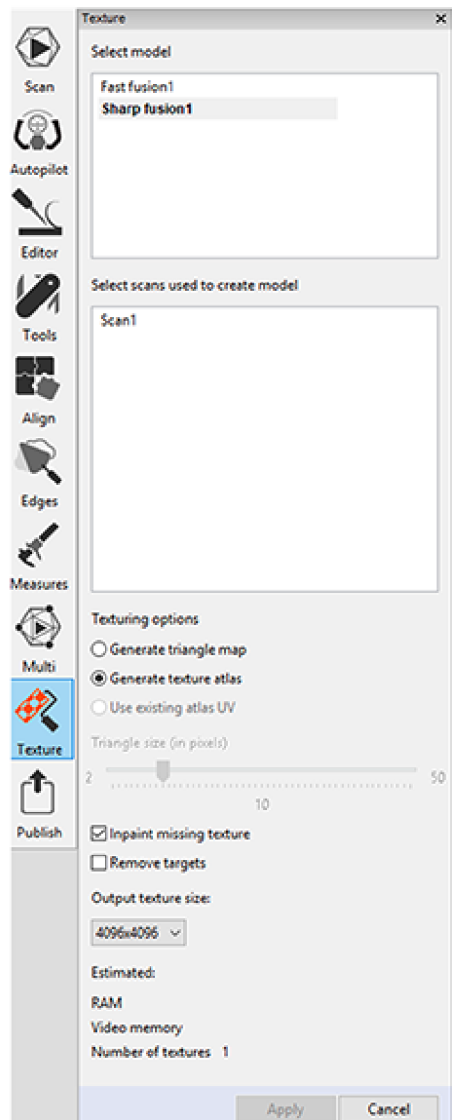 Texture
Select model
Fast fusion1
Sharp fusion1
Select scans used to create model
Scan1
Scan
Autopilot
Editor
Tools
Align
Edges
Measures
Multi
Texture
Publish
Texturing options
Generate triangle map
Generate texture atlas
Use existing atlas UV
Triangle size (in pixels)
2 50
10
Inpaint missing texture
Remove targets
Output texture size:
4096x4096
Estimated:
RAM
Video memory
Number of textures 1
Apply Cancel